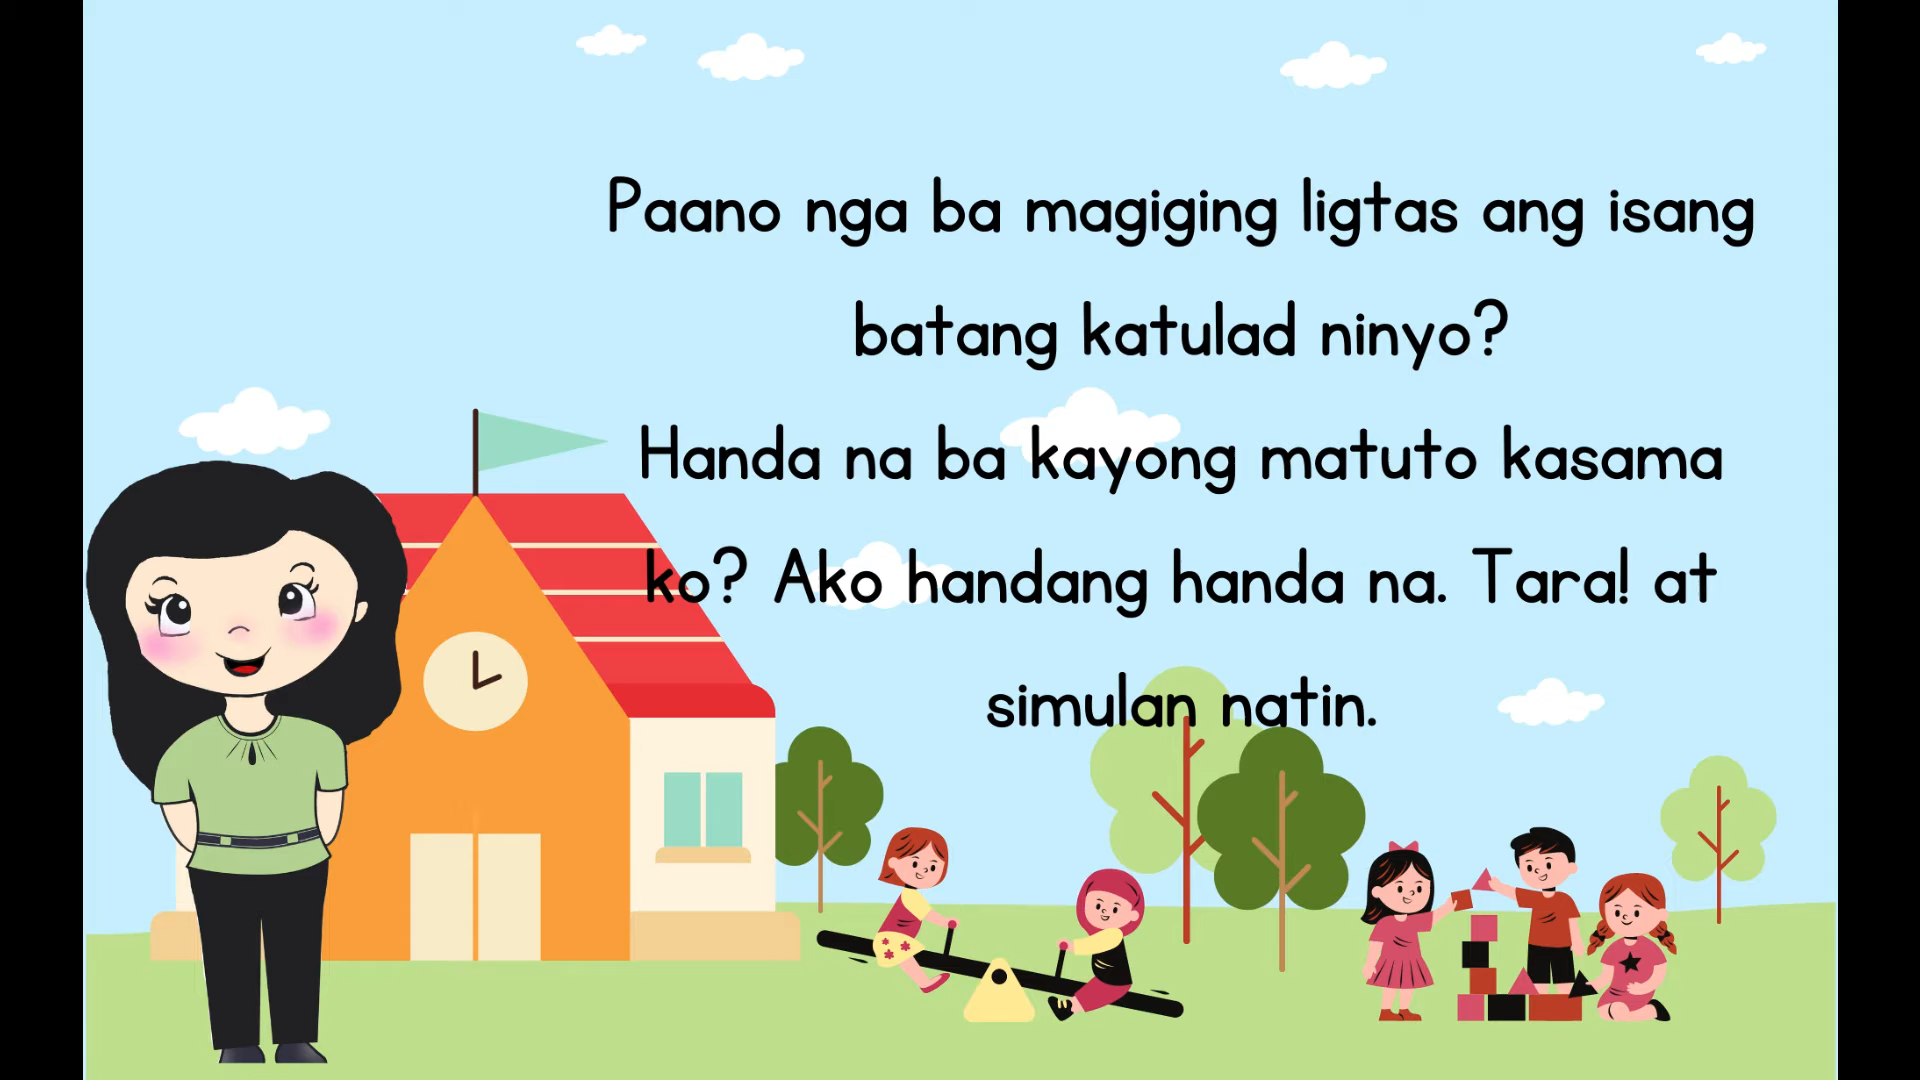 Paano nga ba magiging ligtas ang isang
batang katulad ninyo?
Handa na ba kayong matuto kasama
ko? Ako handang handa na. Tara! at
simulan natin.